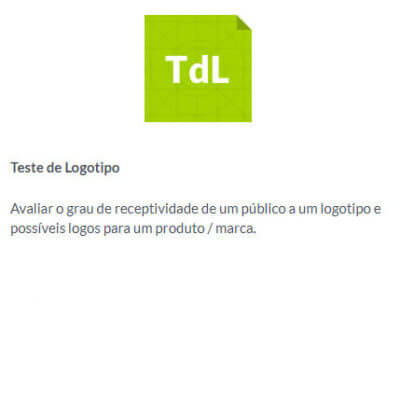 TdL
Teste de Logotipo
Avaliar o grau de receptividade de um público a um logotipo e
possíveis logos para um produto / marca.